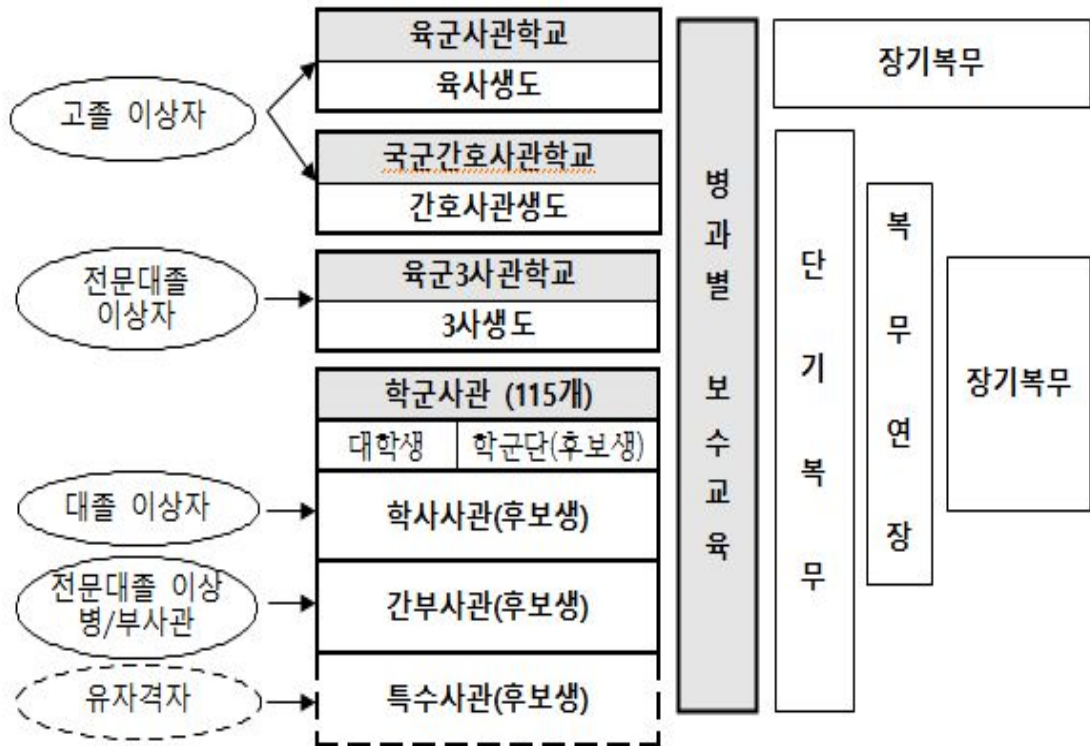 육군사관학교
육사생도
고졸 이상자
국군간호사관학교
간호사관생도
전문대졸
이상자
육군3사관학교
3사생도
학군사관 (115개)
대학생 학군단(후보생)
대졸 이상자
학사사관(후보생)
전문대졸 이상
병/부사관
간부사관(후보생)
유자격자
특수사관(후보생)
병과별 보수교육
장기복무
단기복무
복무연장
장기복무